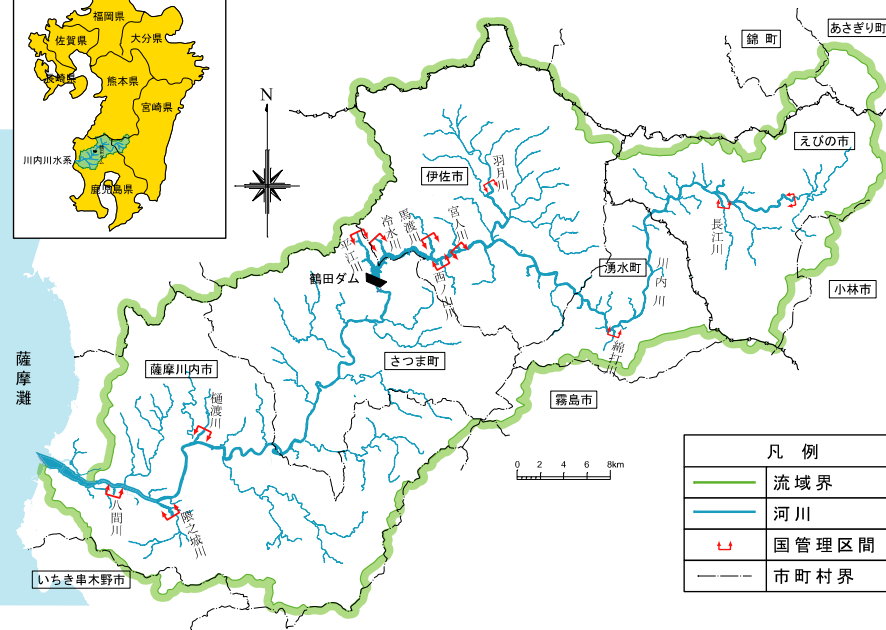 福岡県
佐賀県
大分県
長崎県
熊本県
宮崎県
川内川水系
鹿児島県
N
錦町
あさぎり町
えびの市
伊佐市
羽月川
宮人川
馬渡川
冷水川
平江川
西ノ山川
鶴田ダム
長江川
湧水町
川内川
小林市
綿打川
さつま町
霧島市
薩摩灘
薩摩川内市
樋渡川
八間川
隈之城川
いちき串木野市
0 2 4 6 8km
凡例
流域界
河川
国管理区間
市町村界